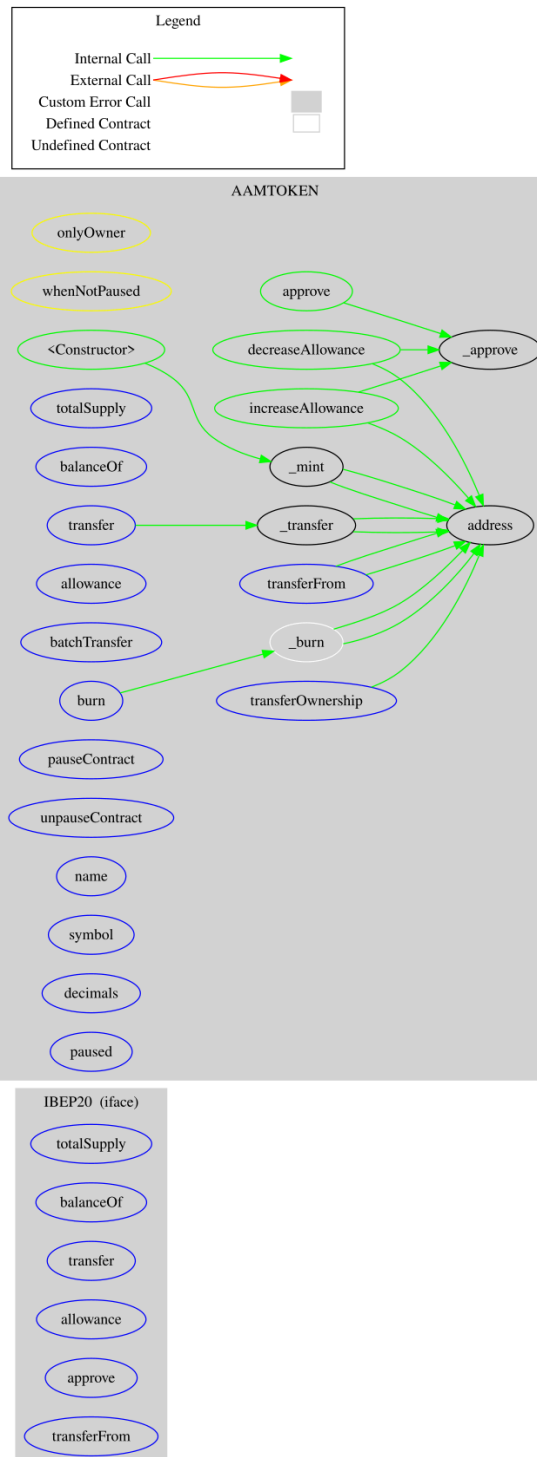 Legend
Internal Call
External Call
Custom Error Call
Defined Contract
Undefined Contract
AAMTOKEN
onlyOwner
whenNotPaused
approve
<Constructor>
decreaseAllowance
_approve
totalSupply
increaseAllowance
balanceOf
_mint
transfer
_transfer
address
allowance
transferFrom
batchTransfer
_burn
burn
transferOwnership
pauseContract
unpauseContract
name
symbol
decimals
paused
IBEP20 (iface)
totalSupply
balanceOf
transfer
allowance
approve
transferFrom